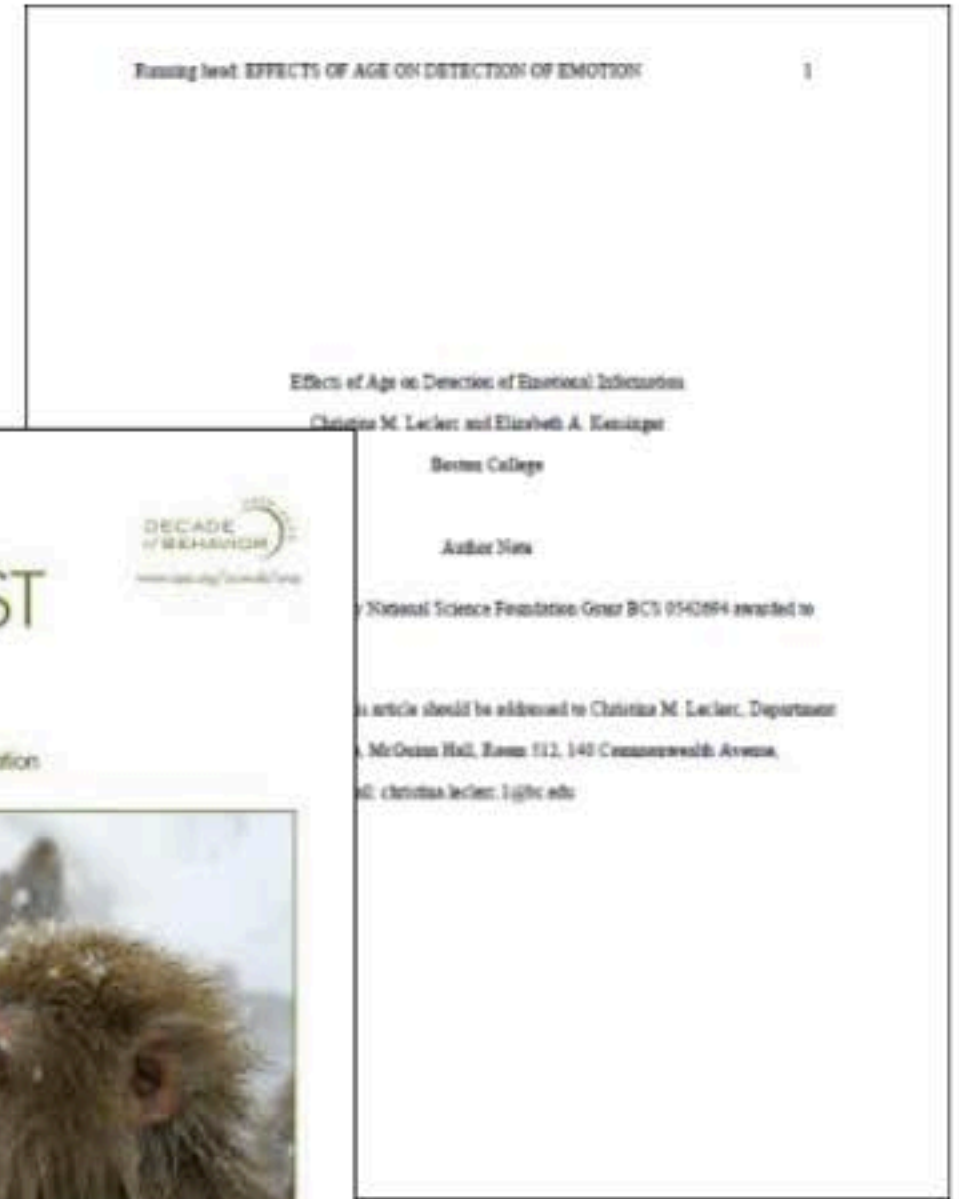 Running head: EFFECTS OF AGE ON DETECTION OF EMOTION 1
Effects of Age on Detection of Emotional Information
Christina M. Leclerc and Elizabeth A. Kensinger
Boston College
Author Note
National Science Foundation Grant BCS 0542694 awarded to
article should be addressed to Christina M. Leclerc, Department
McGuinn Hall, Room 512, 140 Commonwealth Avenue,
christina.leclerc.1@bc.edu
DECADE
of BEHAVIOR
ST